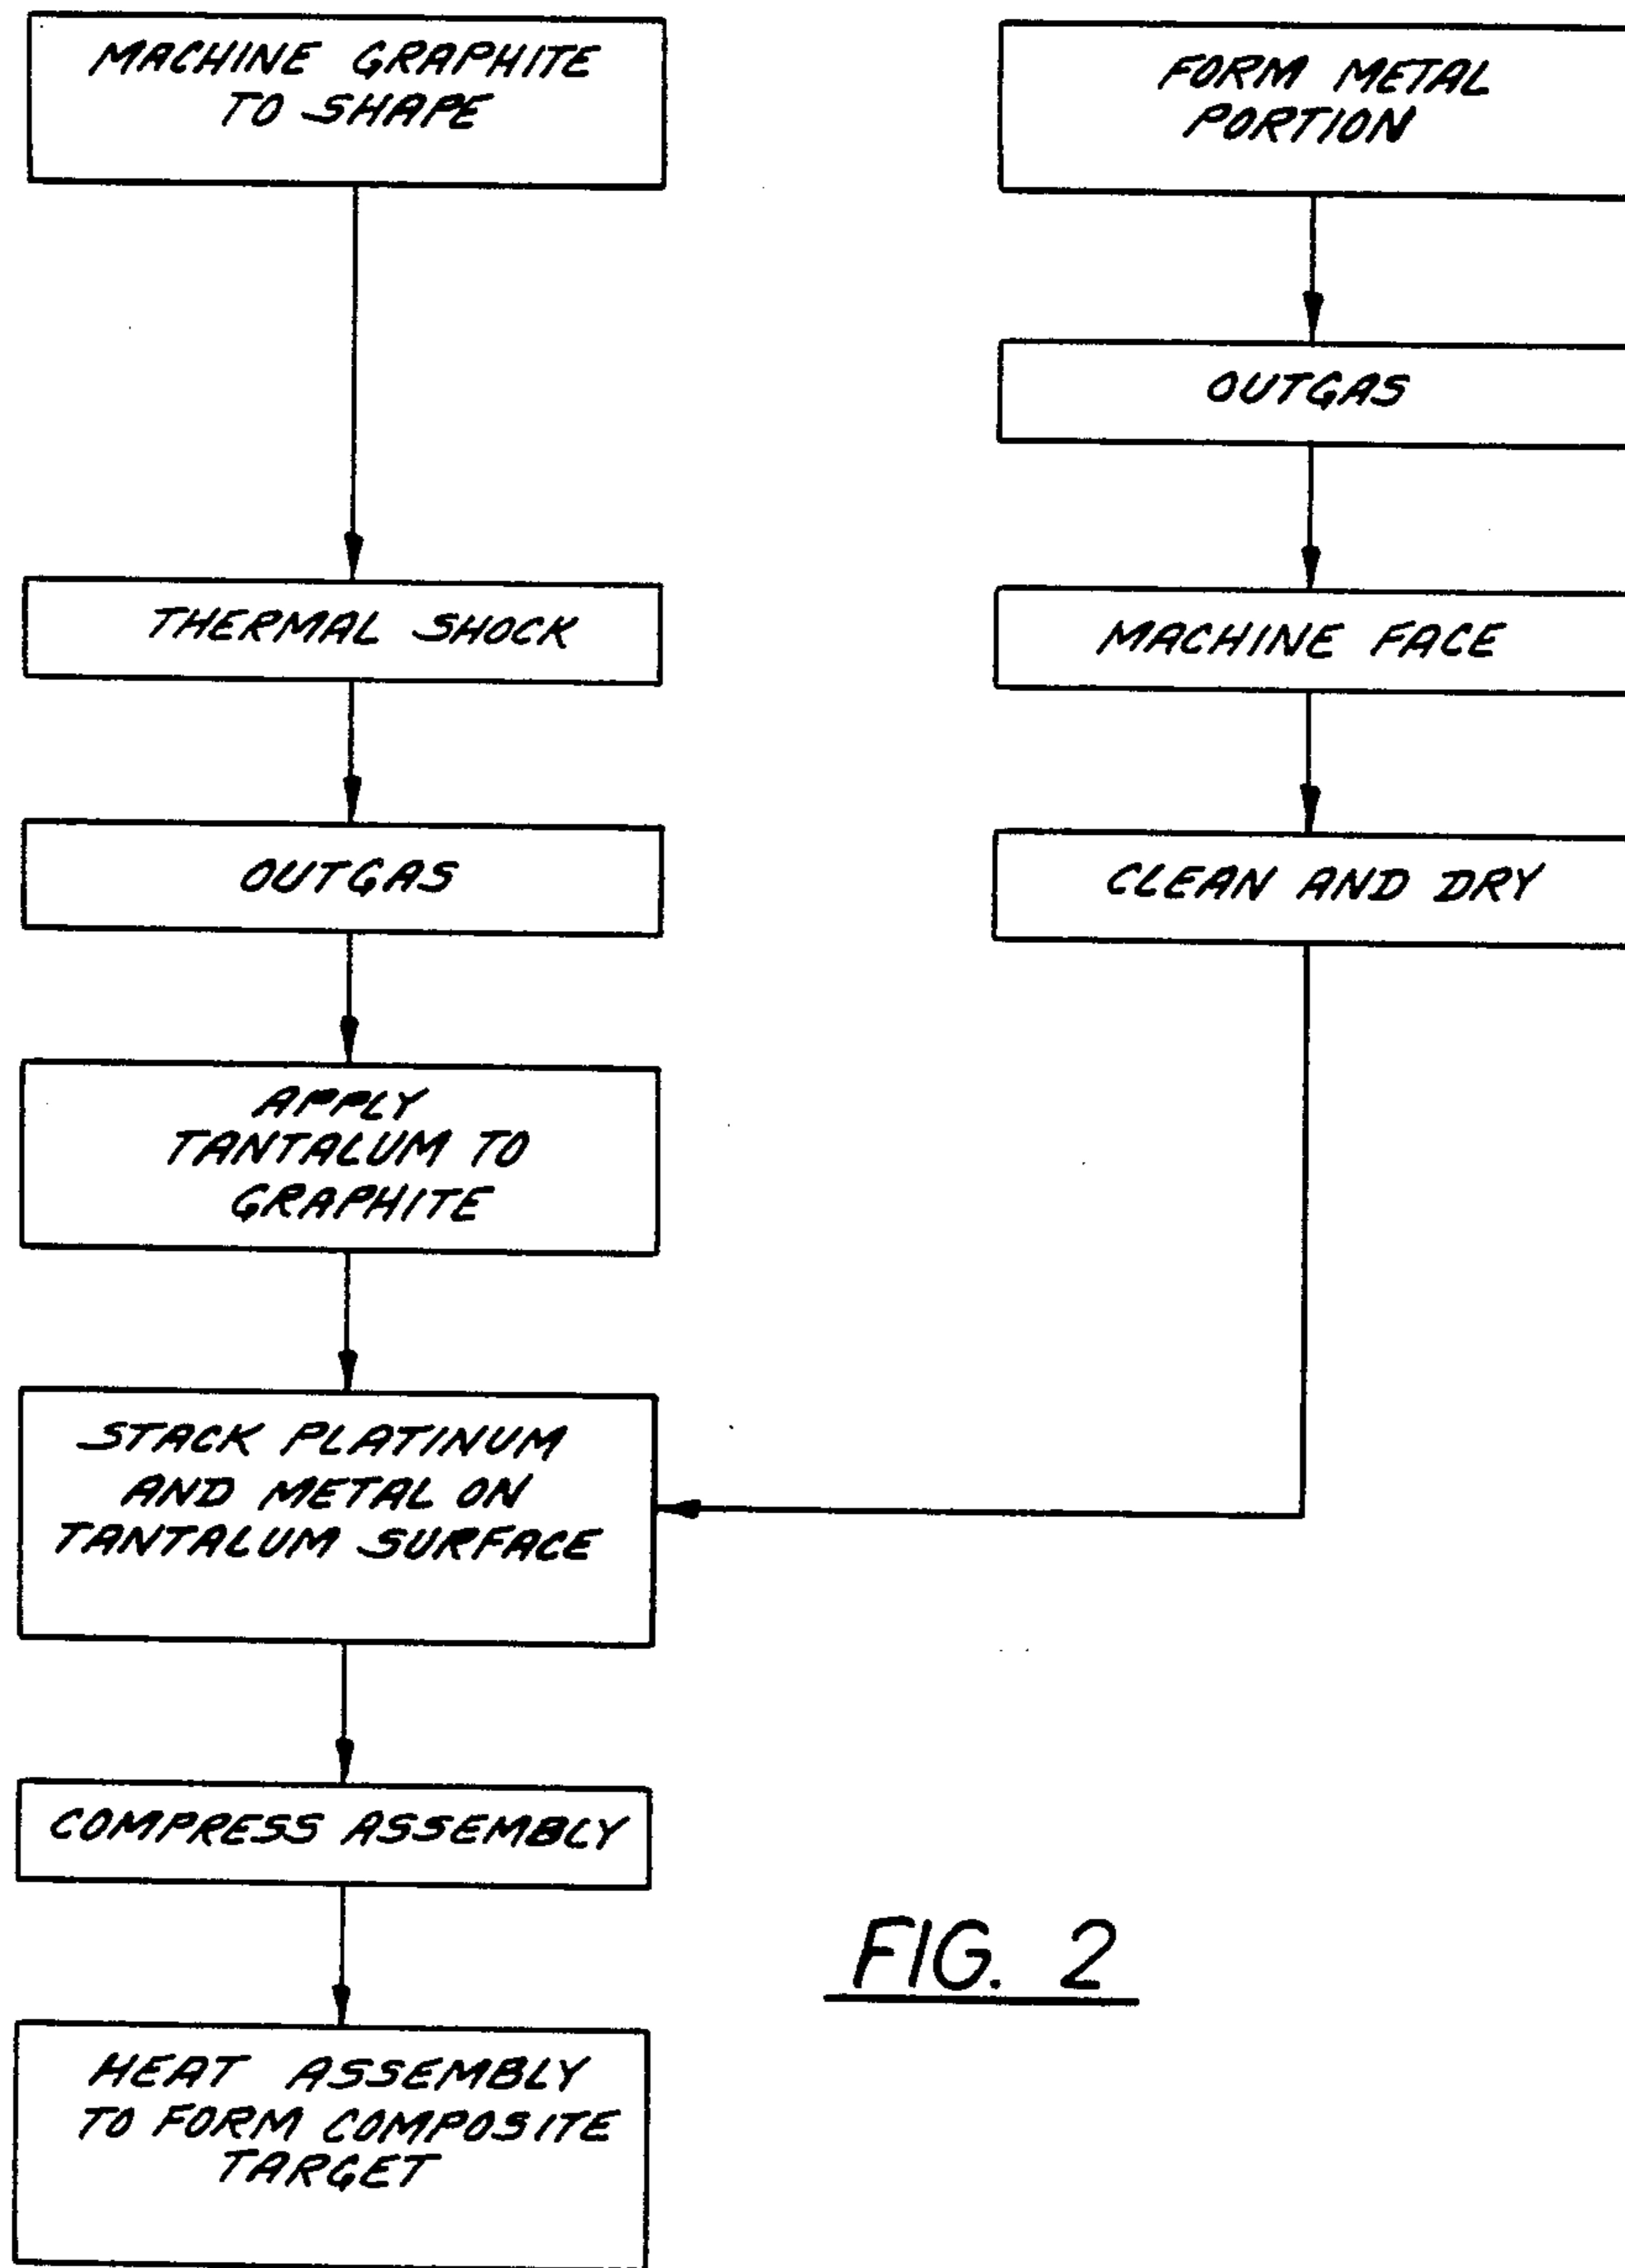 MACHINE GRAPHITE
TO SHAPE
THERMAL SHOCK
OUTGAS
APPLY
TANTALUM TO
GRAPHITE
STACK PLATINUM
AND METAL ON
TANTALUM SURFACE
COMPRESS ASSEMBLY
HEAT ASSEMBLY
TO FORM COMPOSITE
TARGET
FORM METAL
PORTION
OUTGAS
MACHINE FACE
CLEAN AND DRY
FIG. 2